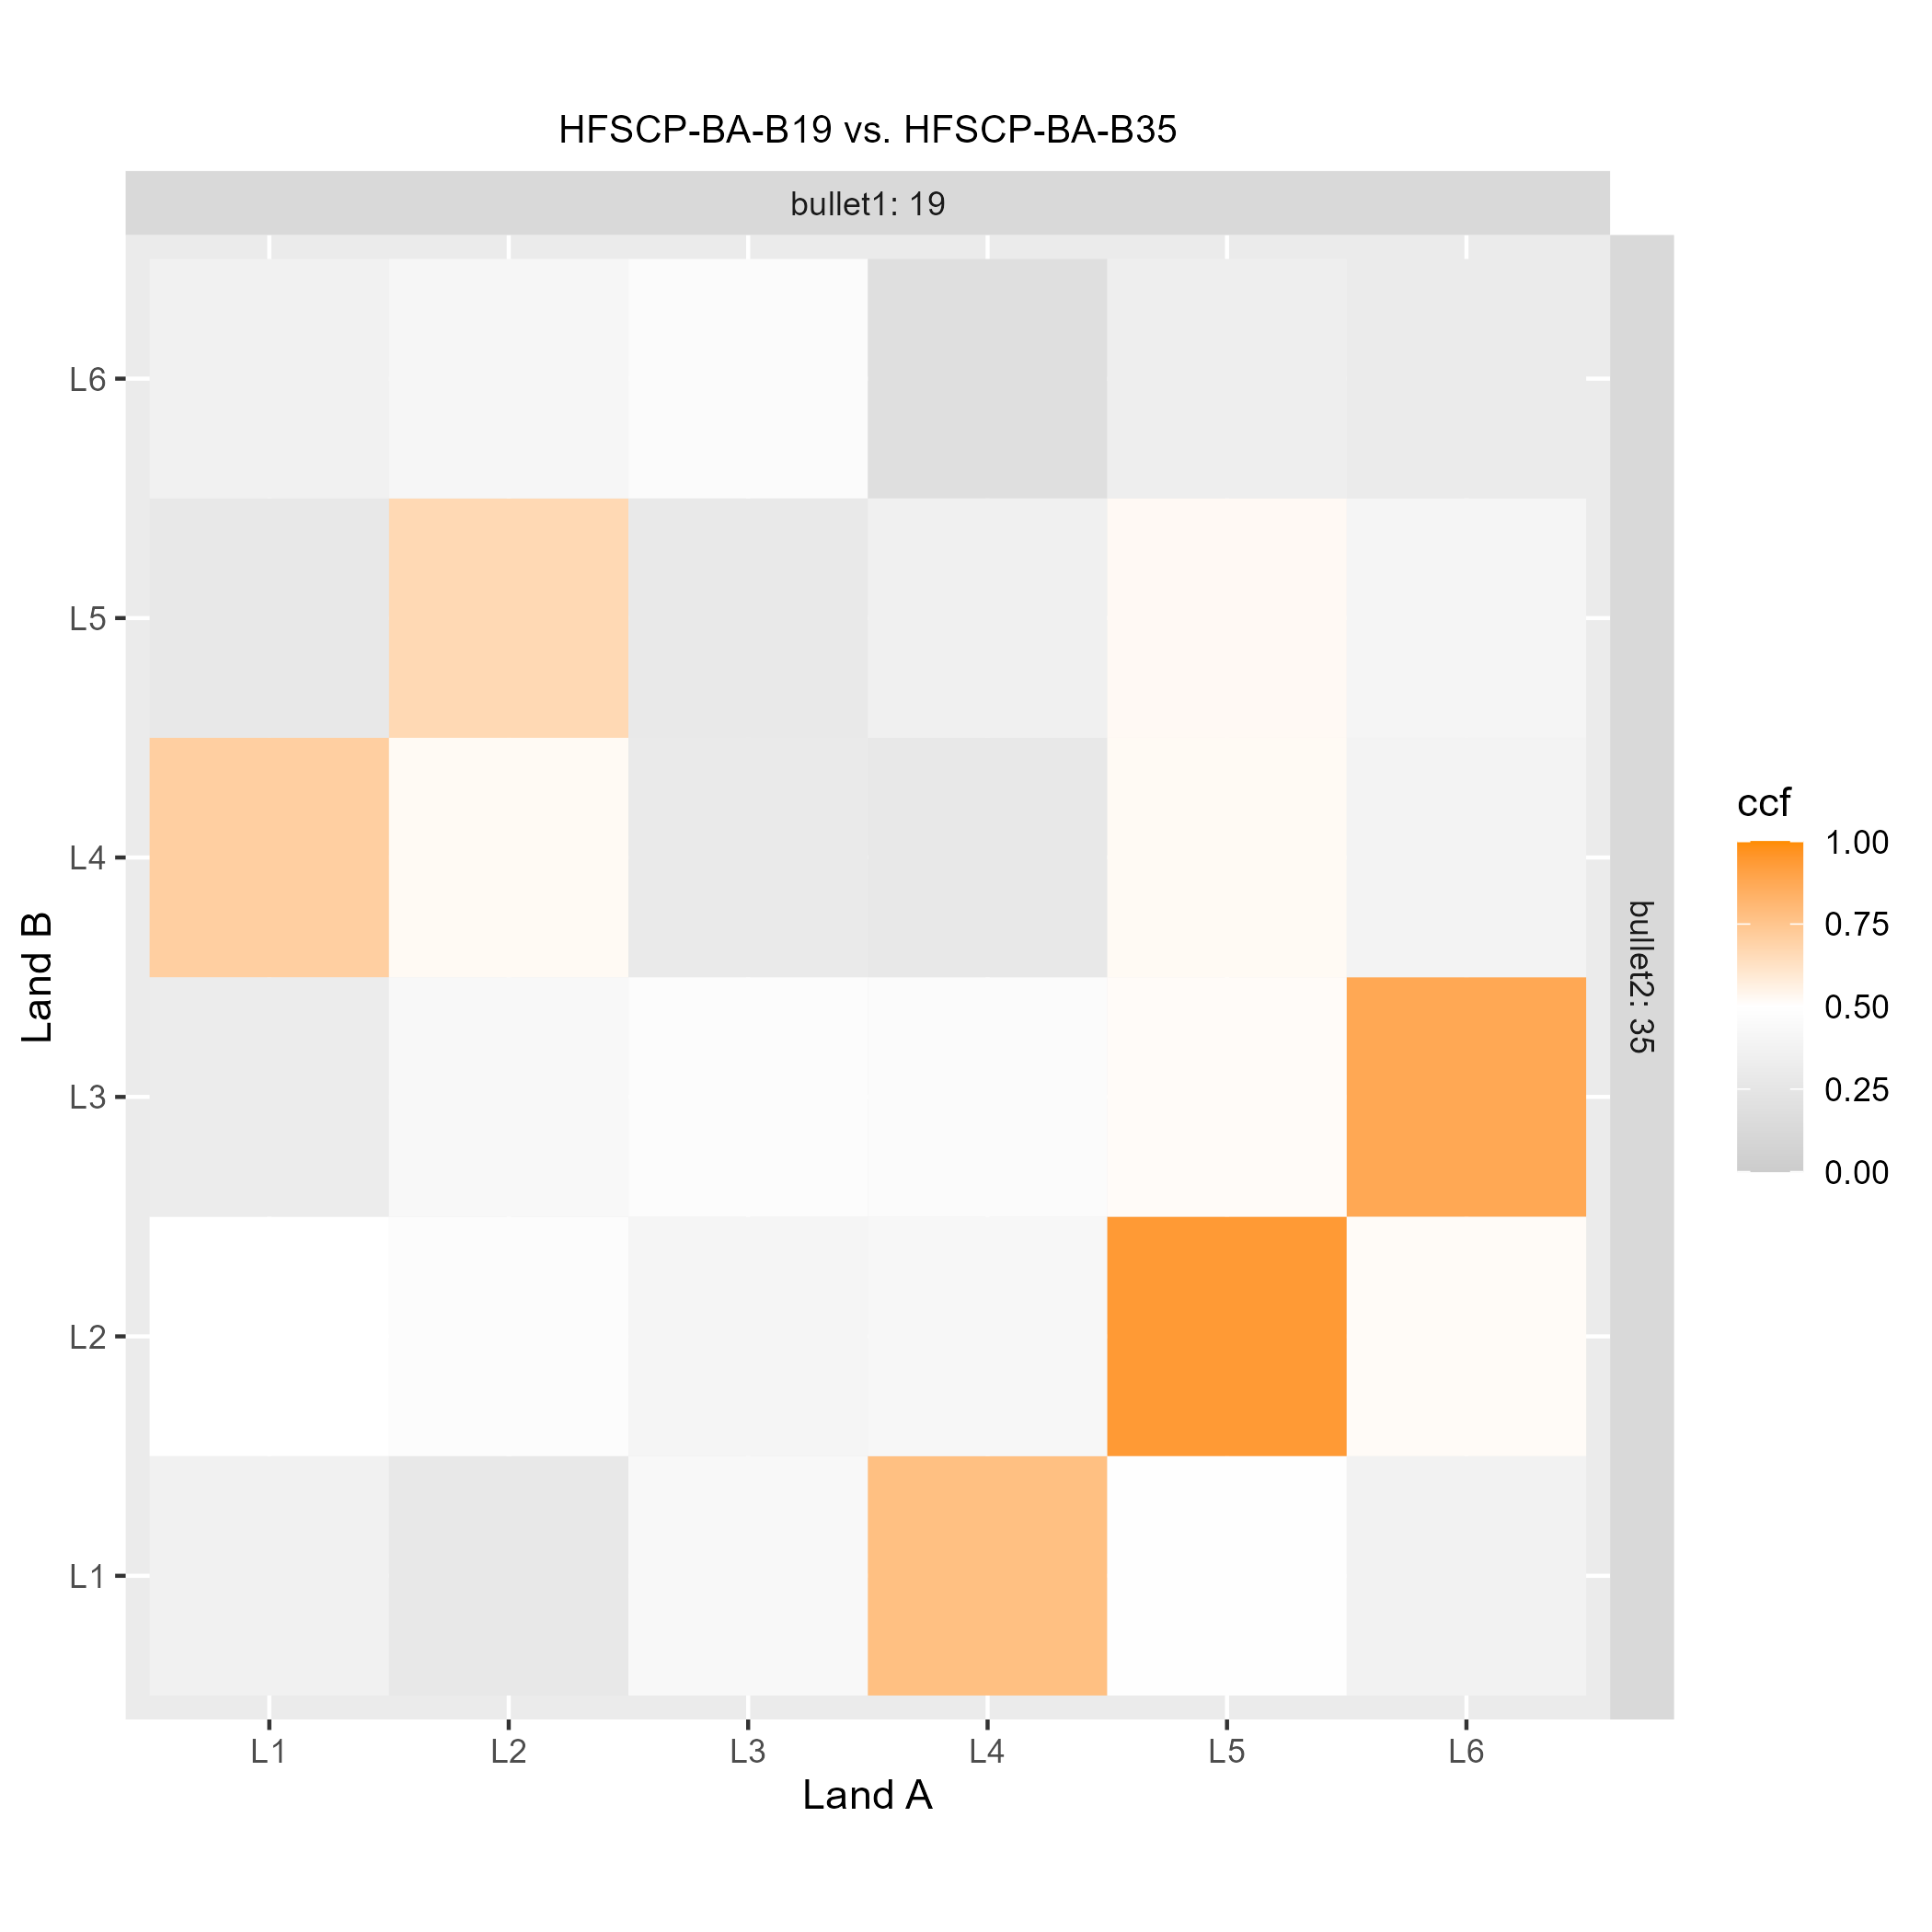 HFSCP-BA-B19 vs. HFSCP-BA-B35
bullet1: 19
L6
L5
L4
L3
L2
L1
Land B
bullet2: 35
L1 L2 L3 L4 L5 L6
Land A
ccf
1.00
0.75
0.50
0.25
0.00